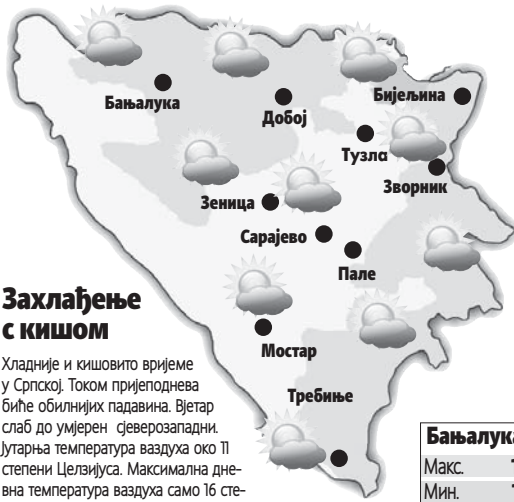 Бањалука
Добој
Бијељина
Тузла
Зворник
Зеница
Сарајево
Пале
Мостар
Требиње
Захлађење
с кишом
Хладније и кишовито вријеме
у Српској. Током пријеподнева
биће обилнијих падавина. Вјетар
слаб до умјерен сјеверозападни.
Јутарња температура ваздуха око 11
степени Целзијуса. Максимална дне-
вна температура ваздуха само 16 сте-
Бањалука
Макс.
Мин.